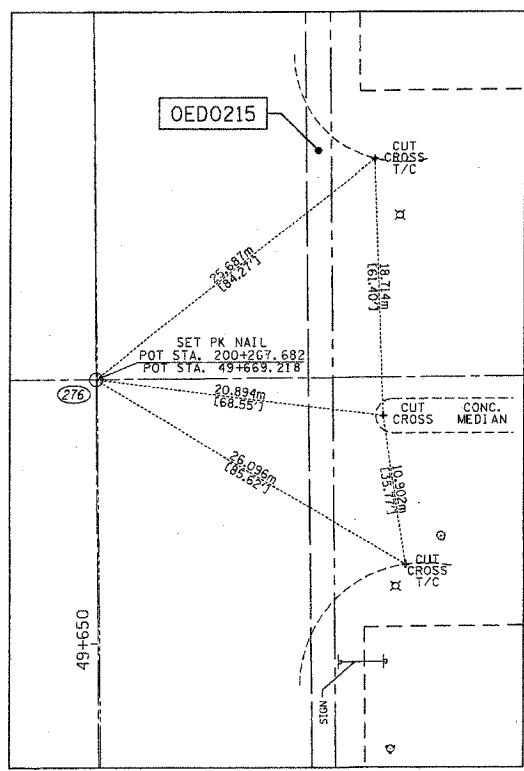 OED0215
CUT
CROSS
T/C
25.687m
[84.27']
18.714m
[61.40']
SET PK NAIL
POT STA. 200+267.682
POT STA. 49+669.218
276
20.894m
[68.55']
CUT
CROSS
CONC.
MEDIAN
26.096m
[85.62']
10.902m
[35.77']
CUT
CROSS
T/C
49+650
SIGN